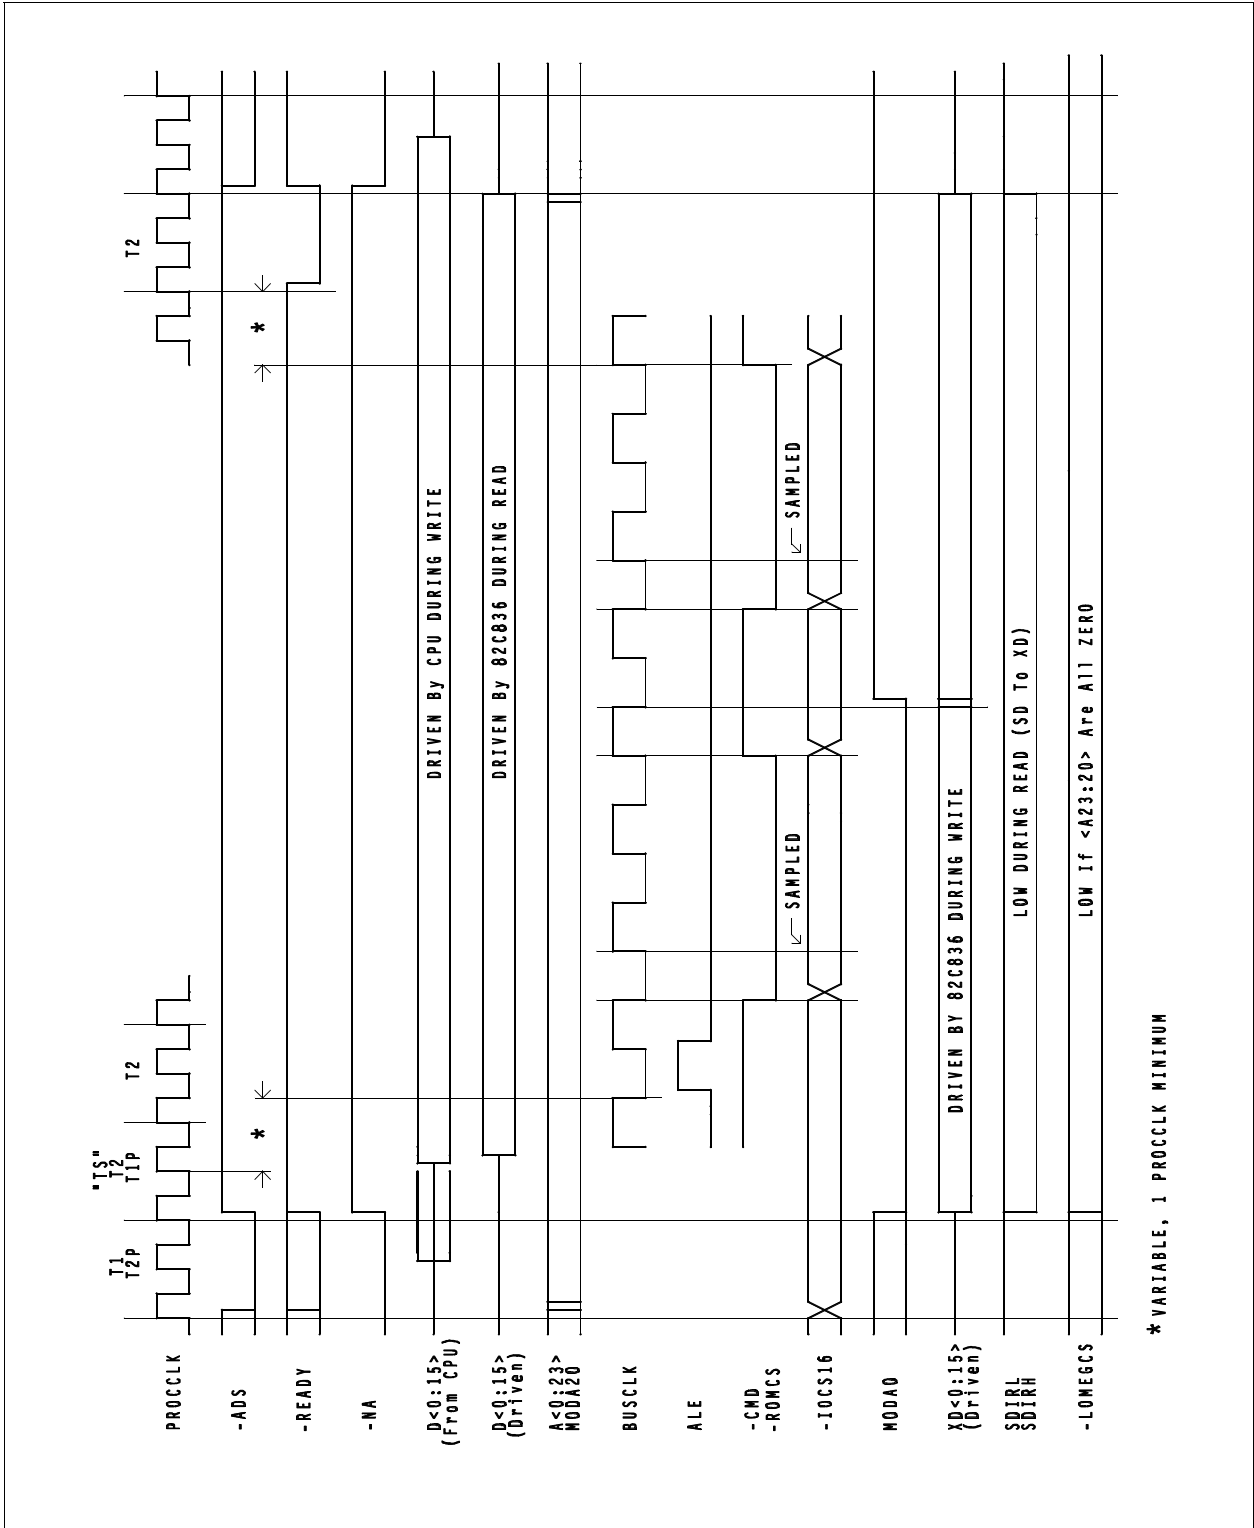 "TS"
T1 T2 T2 T2
T2P T1P
PROCCLK
* *
-ADS
-READY
-NA
D<0:15>
(From CPU)
DRIVEN By CPU DURING WRITE
D<0:15>
(Driven)
DRIVEN By 82C836 DURING READ
A<0:23>
MODA20
BUSCLK
ALE
-CMD
-ROMCS
SAMPLED SAMPLED
-IOCS16
MODA0
XD<0:15>
(Driven)
DRIVEN BY 82C836 DURING WRITE
SDIRL
SDIRH
LOW DURING READ (SD To XD)
-LOMEGCS
LOW If <A23:20> Are All ZERO
*VARIABLE, 1 PROCCLK MINIMUM